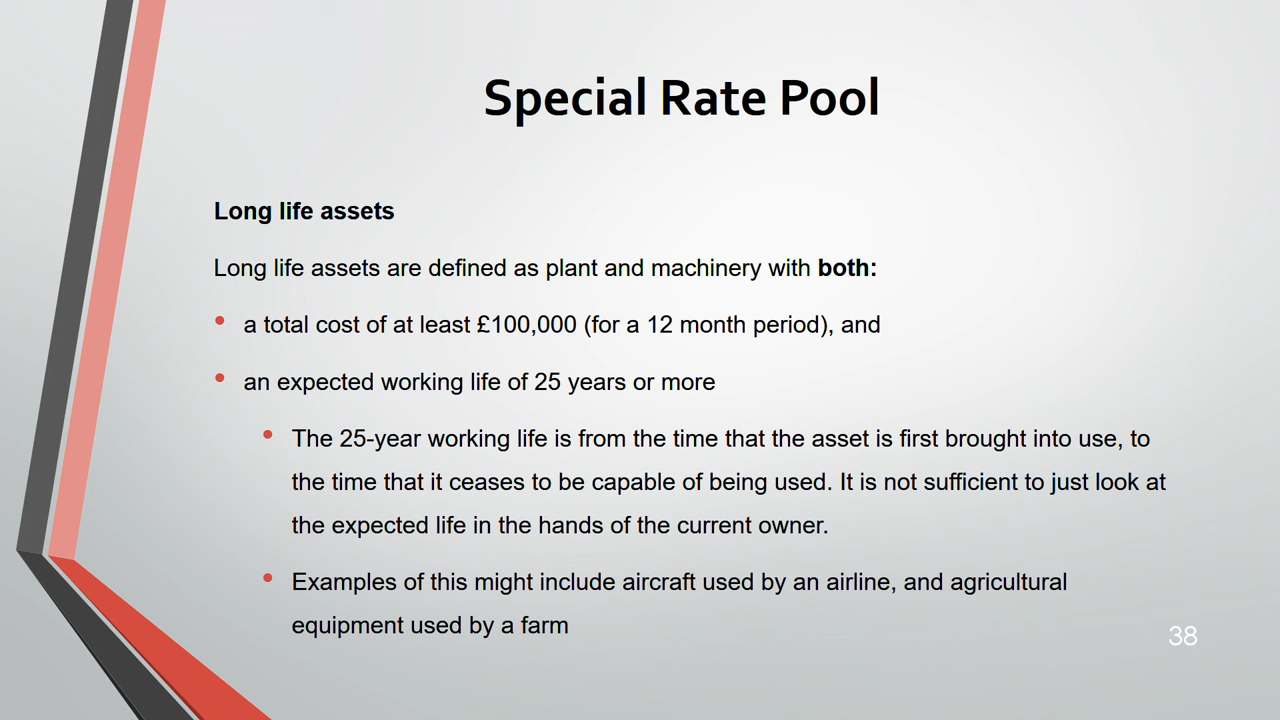 Special Rate Pool
Long life assets
Long life assets are defined as plant and machinery with both:
• a total cost of at least £100,000 (for a 12 month period), and
• an expected working life of 25 years or more
• The 25-year working life is from the time that the asset is first brought into use, to
the time that it ceases to be capable of being used. It is not sufficient to just look at
the expected life in the hands of the current owner.
• Examples of this might include aircraft used by an airline, and agricultural
equipment used by a farm
38